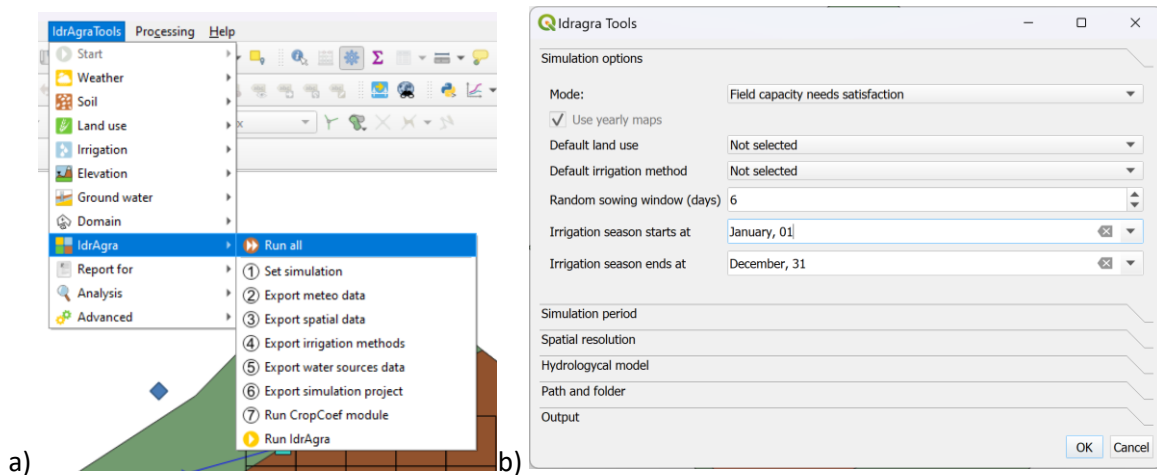 IdrAgraTools Processing Help
Start
Weather
Soil
Land use
Irrigation
Elevation
Ground water
Domain
IdrAgra
Report for
Analysis
Advanced
Run all
1 Set simulation
2 Export meteo data
3 Export spatial data
4 Export irrigation methods
5 Export water sources data
6 Export simulation project
7 Run CropCoef module
Run IdrAgra
a)
Idragra Tools
Simulation options
Mode: Field capacity needs satisfaction
Use yearly maps
Default land use Not selected
Default irrigation method Not selected
Random sowing window (days) 6
Irrigation season starts at January, 01
Irrigation season ends at December, 31
Simulation period
Spatial resolution
Hydrologycal model
Path and folder
Output
OK Cancel
b)